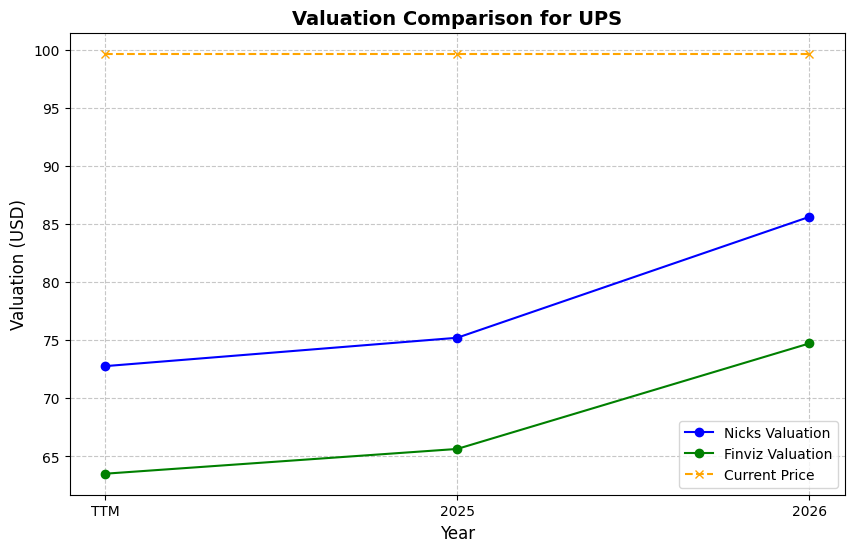 Valuation Comparison for UPS
Valuation (USD)
100
95
90
85
80
75
70
65
Nicks Valuation
Finviz Valuation
Current Price
TTM
2025
2026
Year